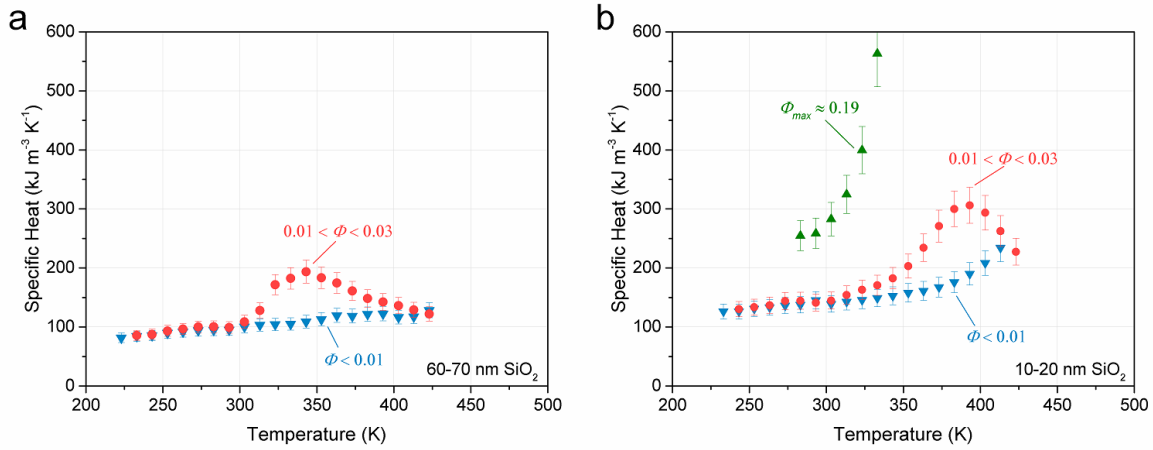 a
600
500
400
300
200
100
0
Specific Heat (kJ m⁻³ K⁻¹)
0.01 < Φ < 0.03
Φ < 0.01
60-70 nm SiO₂
200 250 300 350 400 450 500
Temperature (K)
b
600
500
400
300
200
100
0
Specific Heat (kJ m⁻³ K⁻¹)
Φmax ≈ 0.19
0.01 < Φ < 0.03
Φ < 0.01
10-20 nm SiO₂
200 250 300 350 400 450 500
Temperature (K)